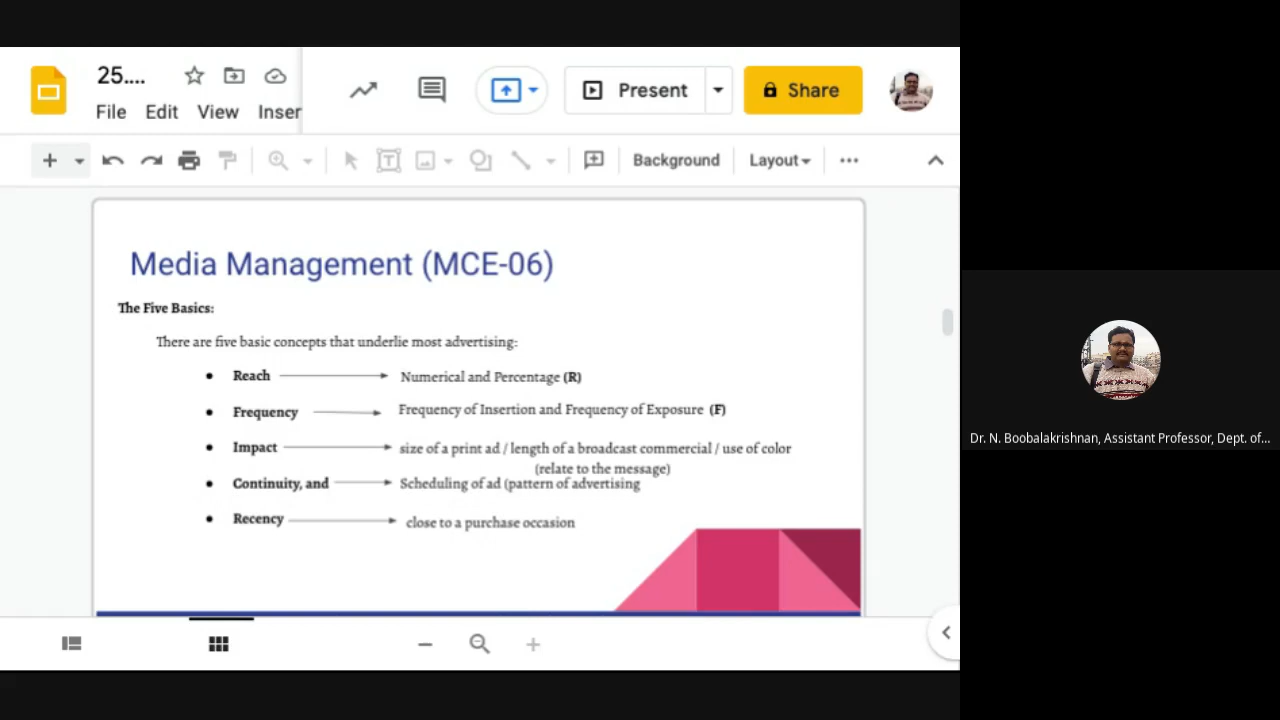 25....
File Edit View Inser
Present
Share
Background Layout
Media Management (MCE-06)
The Five Basics:
There are five basic concepts that underlie most advertising:
● Reach Numerical and Percentage (R)
● Frequency Frequency of Insertion and Frequency of Exposure (F)
● Impact size of a print ad / length of a broadcast commercial / use of color
(relate to the message)
● Continuity, and Scheduling of ad (pattern of advertising
● Recency close to a purchase occasion
Dr. N. Boobalakrishnan, Assistant Professor, Dept. of...